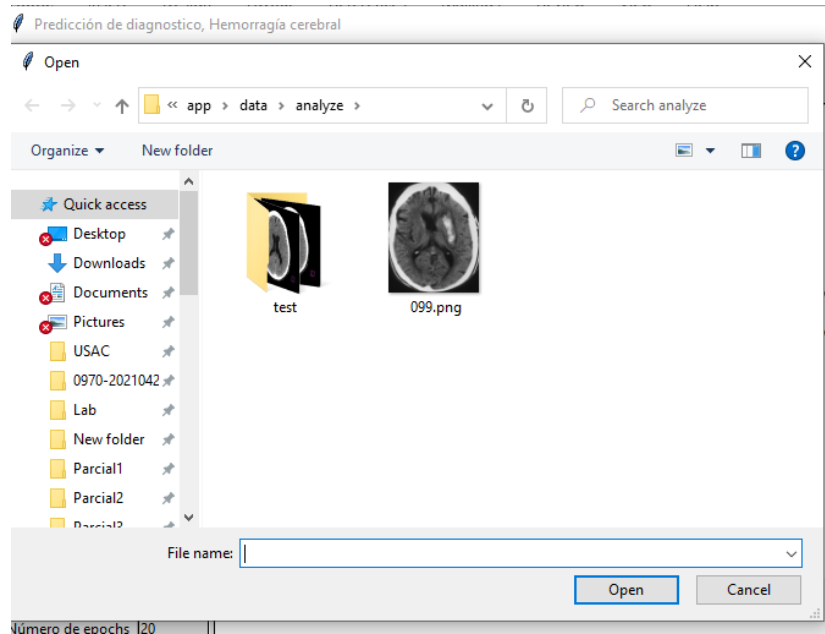 Predicción de diagnostico, Hemorragía cerebral
Open
« app › data › analyze ›
Search analyze
Organize
New folder
Quick access
Desktop
Downloads
Documents
Pictures
USAC
0970-2021042
Lab
New folder
Parcial1
Parcial2
Parcial3
test
099.png
File name:
Open Cancel
Número de epochs 20